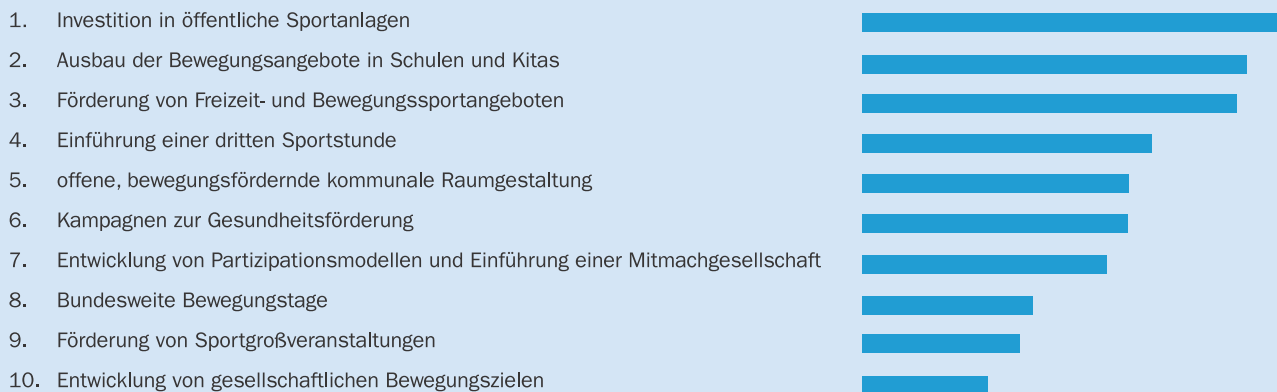 1. Investition in öffentliche Sportanlagen
2. Ausbau der Bewegungsangebote in Schulen und Kitas
3. Förderung von Freizeit- und Bewegungssportangeboten
4. Einführung einer dritten Sportstunde
5. offene, bewegungsfördernde kommunale Raumgestaltung
6. Kampagnen zur Gesundheitsförderung
7. Entwicklung von Partizipationsmodellen und Einführung einer Mitmachgesellschaft
8. Bundesweite Bewegungstage
9. Förderung von Sportgroßveranstaltungen
10. Entwicklung von gesellschaftlichen Bewegungszielen